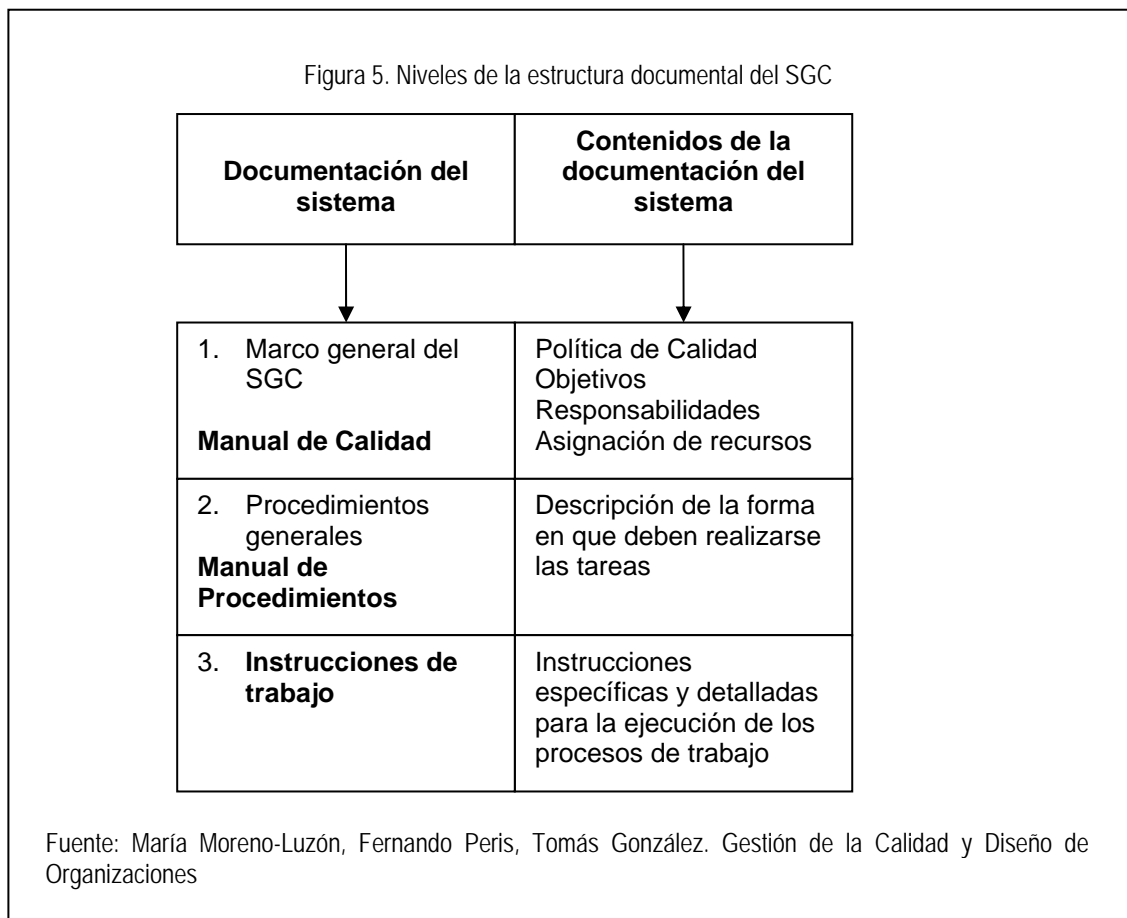 Figura 5. Niveles de la estructura documental del SGC
Documentación del
sistema
Contenidos de la
documentación del
sistema
1. Marco general del
SGC
Manual de Calidad
Política de Calidad
Objetivos
Responsabilidades
Asignación de recursos
2. Procedimientos
generales
Manual de
Procedimientos
Descripción de la forma
en que deben realizarse
las tareas
3. Instrucciones de
trabajo
Instrucciones
específicas y detalladas
para la ejecución de los
procesos de trabajo
Fuente: María Moreno-Luzón, Fernando Peris, Tomás González. Gestión de la Calidad y Diseño de
Organizaciones